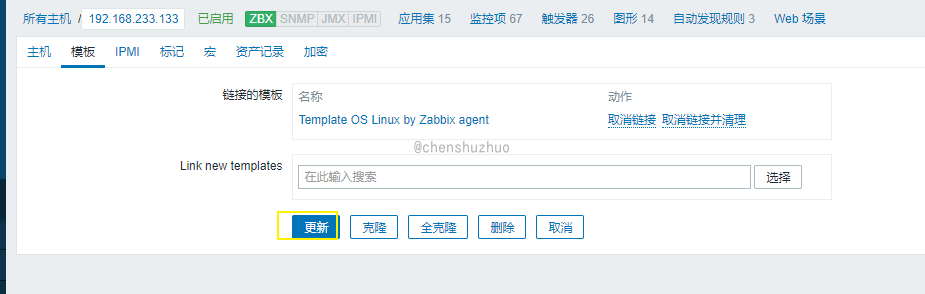 所有主机 / 192.168.233.133 已启用 ZBX SNMP JMX IPMI 应用集 15 监控项 67 触发器 26 图形 14 自动发现规则 3 Web 场景
主机 模板 IPMI 标记 宏 资产记录 加密
链接的模板 名称 动作
Template OS Linux by Zabbix agent 取消链接 取消链接并清理
@chenshuzhuo
Link new templates 在此输入搜索 选择
更新 克隆 全克隆 删除 取消